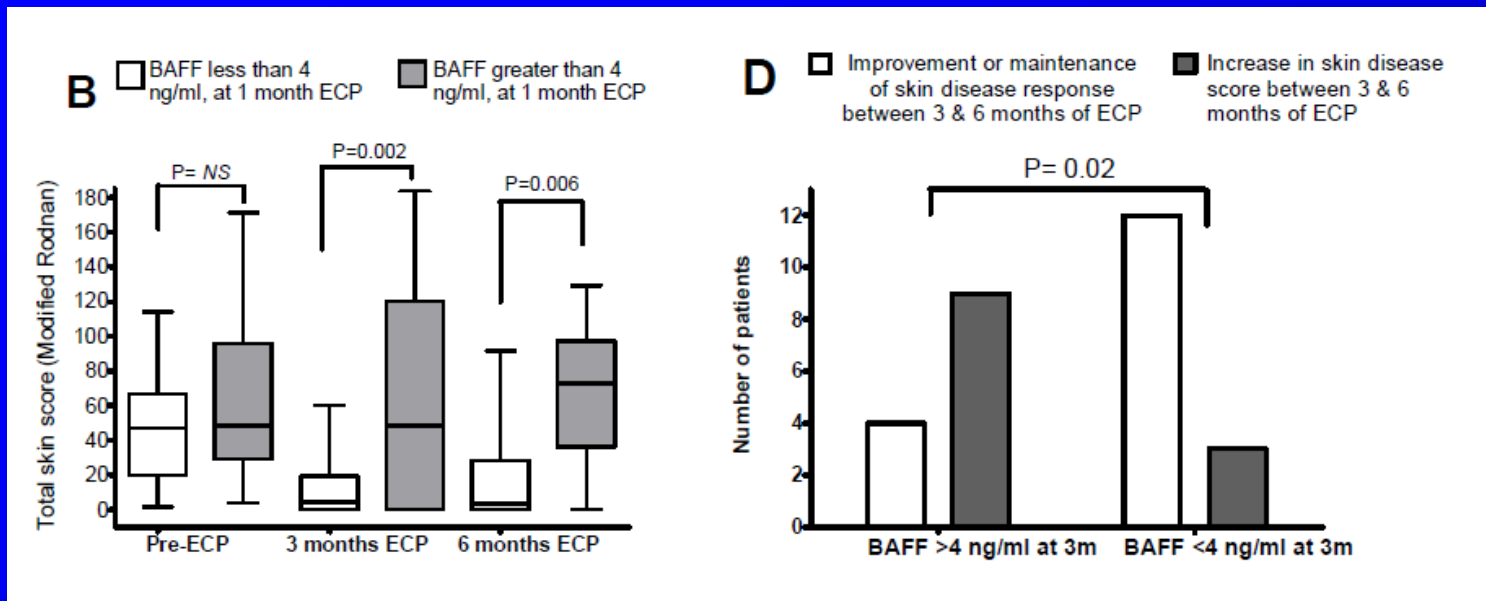 B
BAFF less than 4
ng/ml, at 1 month ECP
BAFF greater than 4
ng/ml, at 1 month ECP
P= NS
P=0.002
P=0.006
Total skin score (Modified Rodnan)
180
160
140
120
100
80
60
40
20
0
Pre-ECP
3 months ECP
6 months ECP
D
Improvement or maintenance
of skin disease response
between 3 & 6 months of ECP
Increase in skin disease
score between 3 & 6
months of ECP
P= 0.02
Number of patients
12
10
8
6
4
2
0
BAFF >4 ng/ml at 3m
BAFF <4 ng/ml at 3m